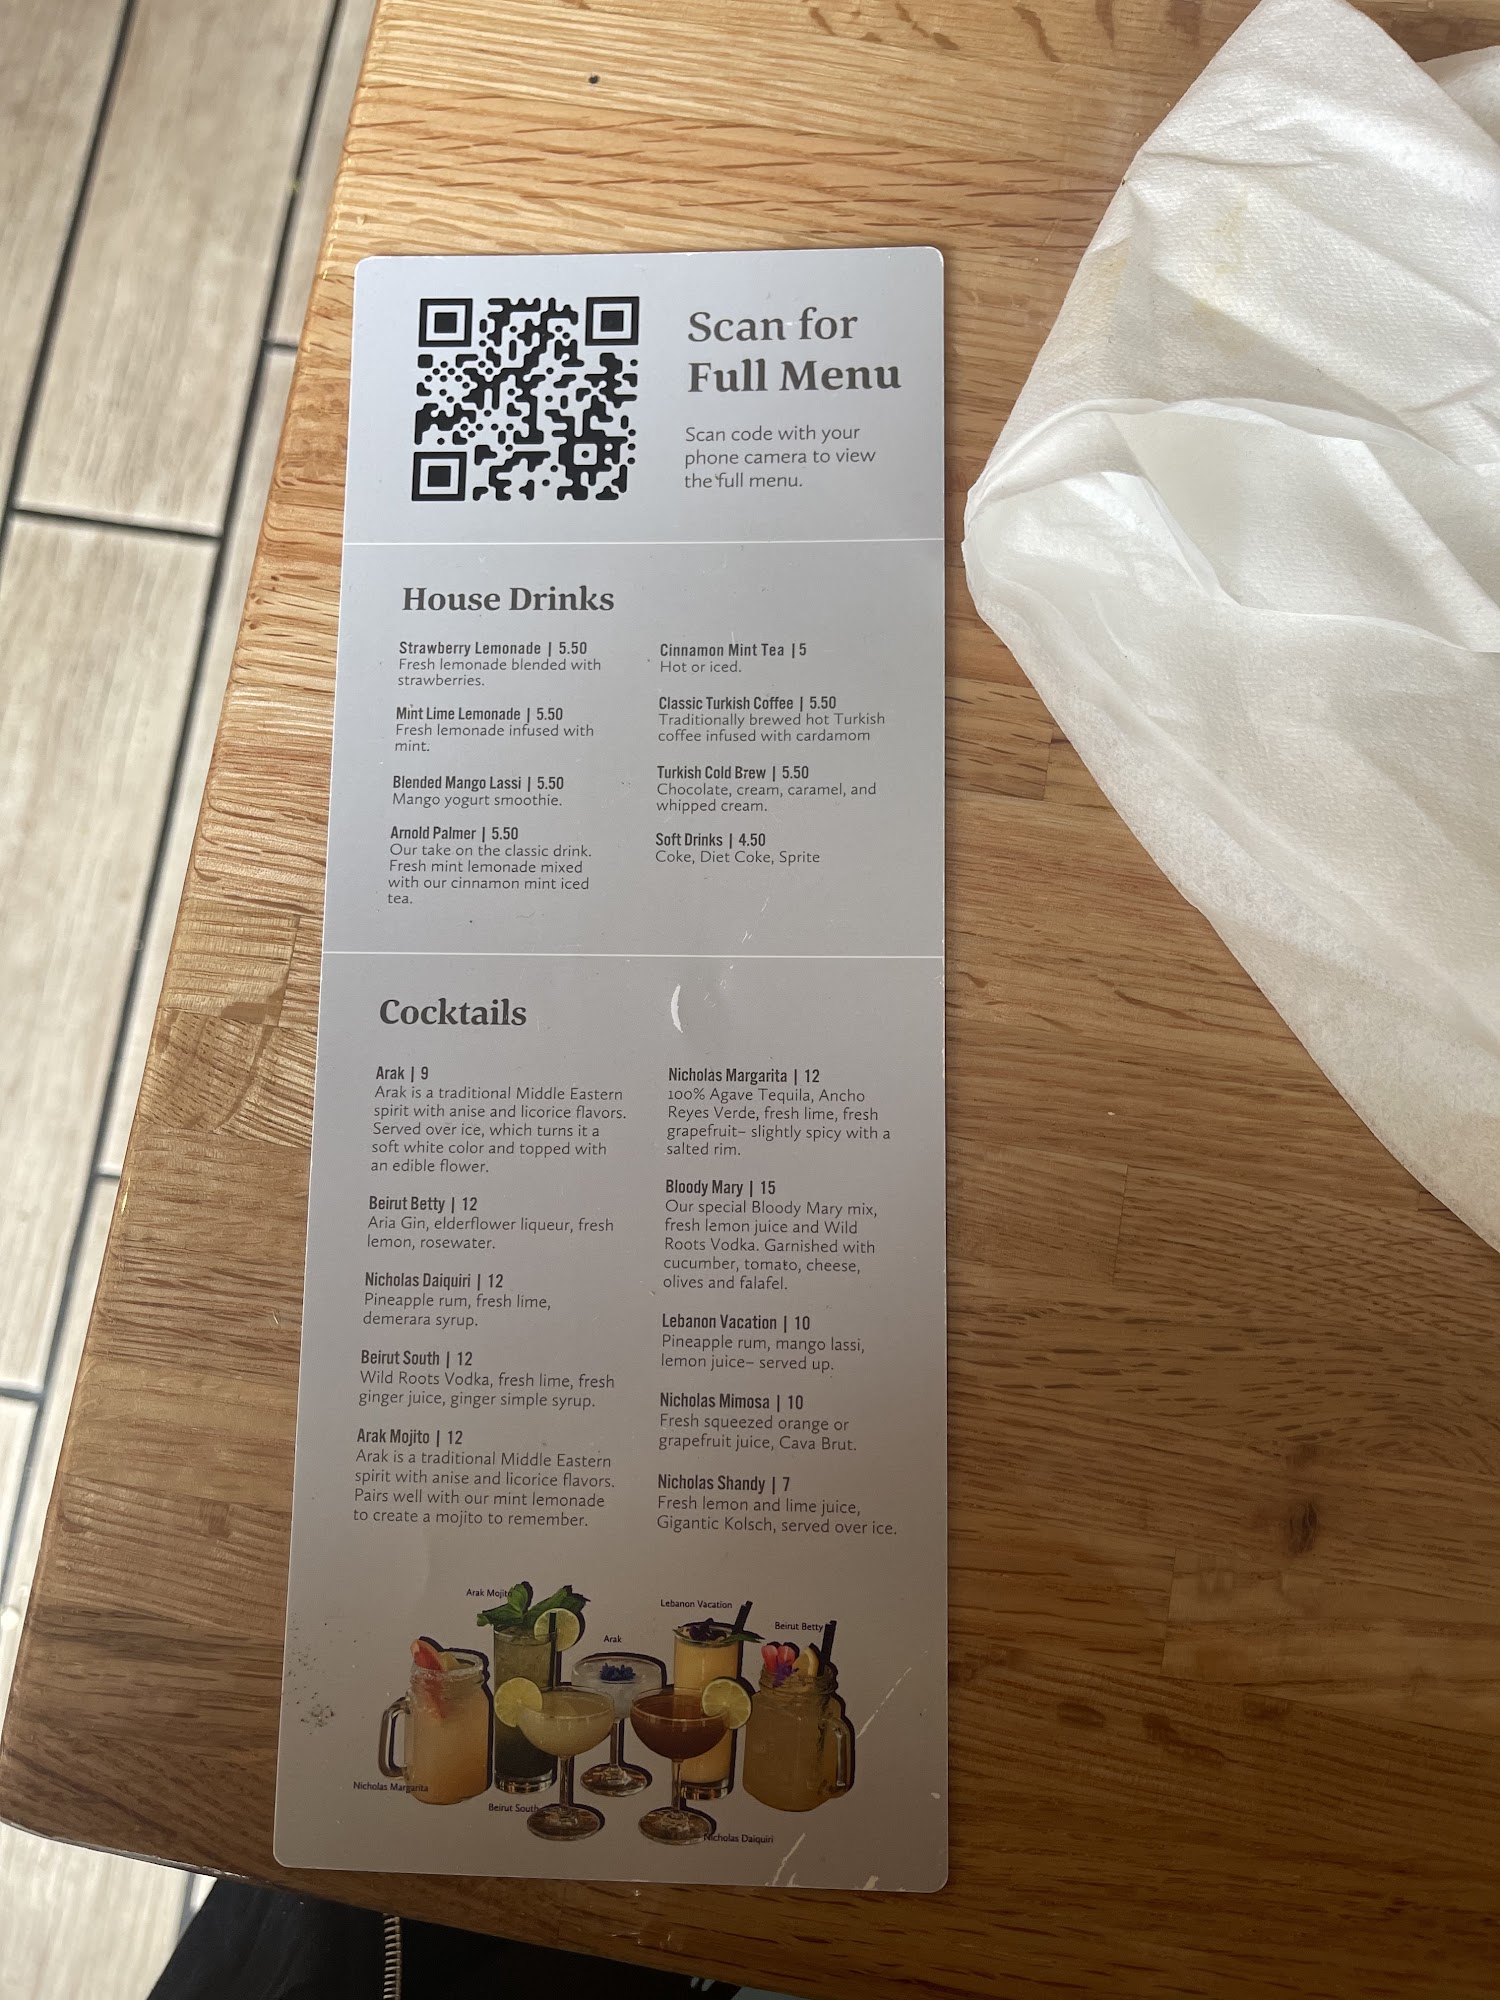 Scan for
Full Menu
Scan code with your
phone camera to view
the full menu.
House Drinks
Strawberry Lemonade | 5.50
Fresh lemonade blended with
strawberries.
Mint Lime Lemonade | 5.50
Fresh lemonade infused with
mint.
Blended Mango Lassi | 5.50
Mango yogurt smoothie.
Arnold Palmer | 5.50
Our take on the classic drink.
Fresh mint lemonade mixed
with our cinnamon mint iced
tea.
Cinnamon Mint Tea | 5
Hot or iced.
Classic Turkish Coffee | 5.50
Traditionally brewed hot Turkish
coffee infused with cardamom
Turkish Cold Brew | 5.50
Chocolate, cream, caramel, and
whipped cream.
Soft Drinks | 4.50
Coke, Diet Coke, Sprite
Cocktails
Arak | 9
Arak is a traditional Middle Eastern
spirit with anise and licorice flavors.
Served over ice, which turns it a
soft white color and topped with
an edible flower.
Beirut Betty | 12
Aria Gin, elderflower liqueur, fresh
lemon, rosewater.
Nicholas Daiquiri | 12
Pineapple rum, fresh lime,
demerara syrup.
Beirut South | 12
Wild Roots Vodka, fresh lime, fresh
ginger juice, ginger simple syrup.
Arak Mojito | 12
Arak is a traditional Middle Eastern
spirit with anise and licorice flavors.
Pairs well with our mint lemonade
to create a mojito to remember.
Nicholas Margarita | 12
100% Agave Tequila, Ancho
Reyes Verde, fresh lime, fresh
grapefruit– slightly spicy with a
salted rim.
Bloody Mary | 15
Our special Bloody Mary mix,
fresh lemon juice and Wild
Roots Vodka. Garnished with
cucumber, tomato, cheese,
olives and falafel.
Lebanon Vacation | 10
Pineapple rum, mango lassi,
lemon juice– served up.
Nicholas Mimosa | 10
Fresh squeezed orange or
grapefruit juice, Cava Brut.
Nicholas Shandy | 7
Fresh lemon and lime juice,
Gigantic Kolsch, served over ice.
Arak Mojito
Lebanon Vacation
Beirut Betty
Arak
Nicholas Margarita
Beirut South
Nicholas Daiquiri